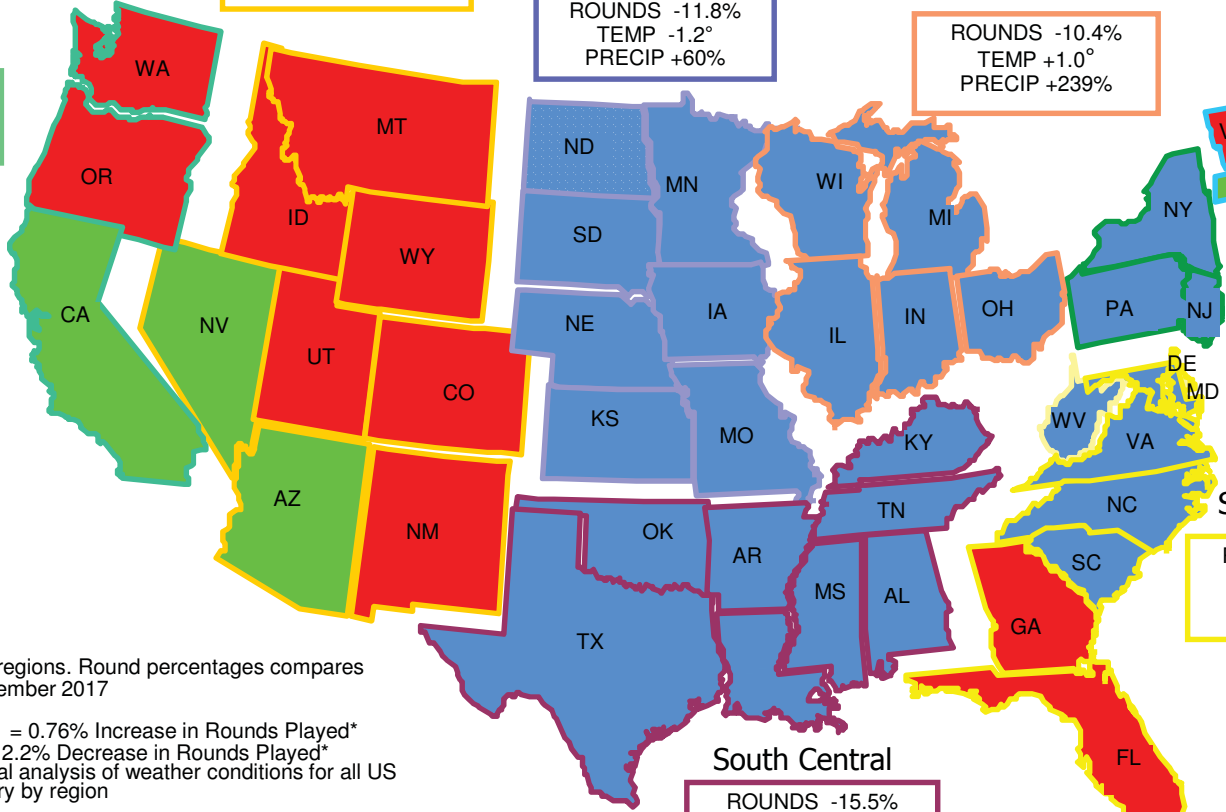 ROUNDS -11.8%
TEMP -1.2°
PRECIP +60%
ROUNDS -10.4%
TEMP +1.0°
PRECIP +239%
WA
MT
OR
ID
WY
CA
NV
UT
CO
AZ
NM
ND
MN
SD
NE
IA
KS
MO
WI
MI
IL
IN
OH
NY
PA
NJ
DE
MD
WV
VA
KY
TN
NC
SC
OK
AR
MS
AL
TX
GA
FL
regions. Round percentages compares
ember 2017
= 0.76% Increase in Rounds Played*
2.2% Decrease in Rounds Played*
al analysis of weather conditions for all US
ry by region
South Central
ROUNDS -15.5%